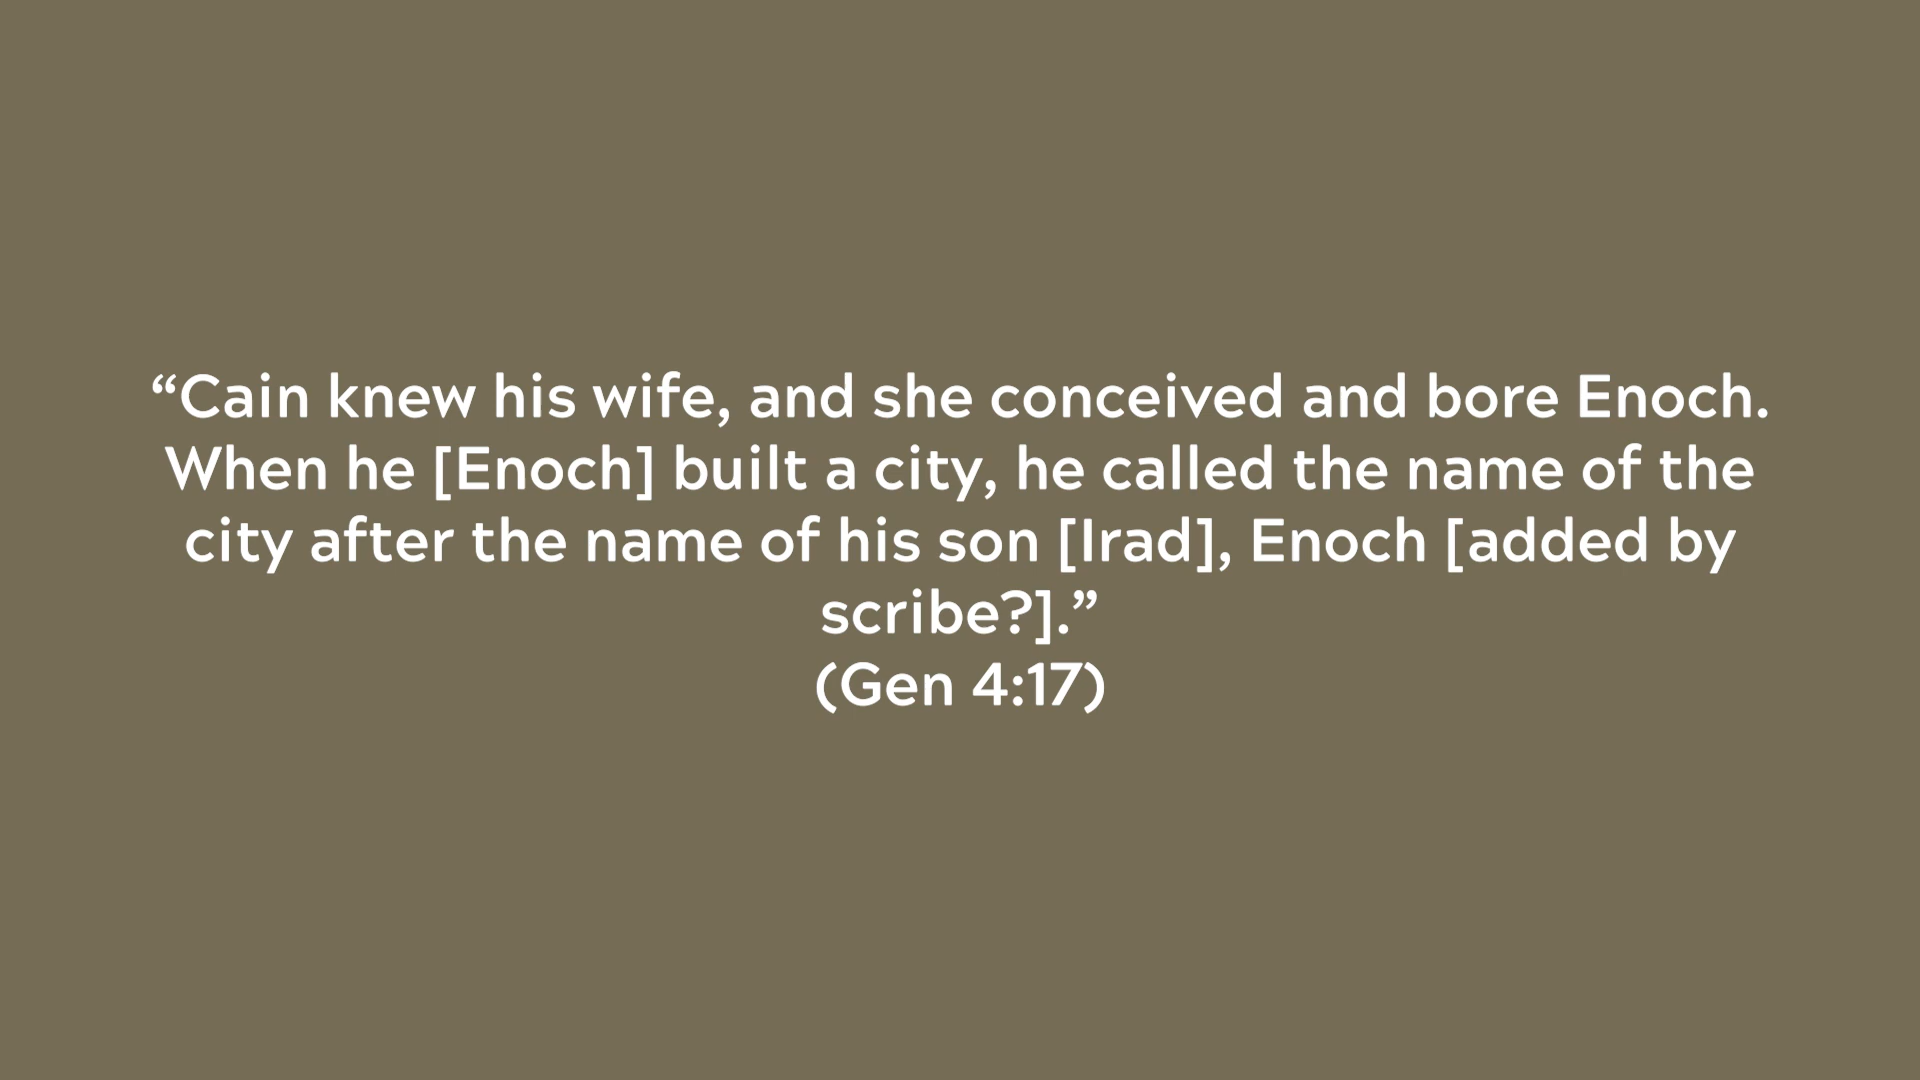 “Cain knew his wife, and she conceived and bore Enoch.
When he [Enoch] built a city, he called the name of the
city after the name of his son [Irad], Enoch [added by
scribe?].”
(Gen 4:17)